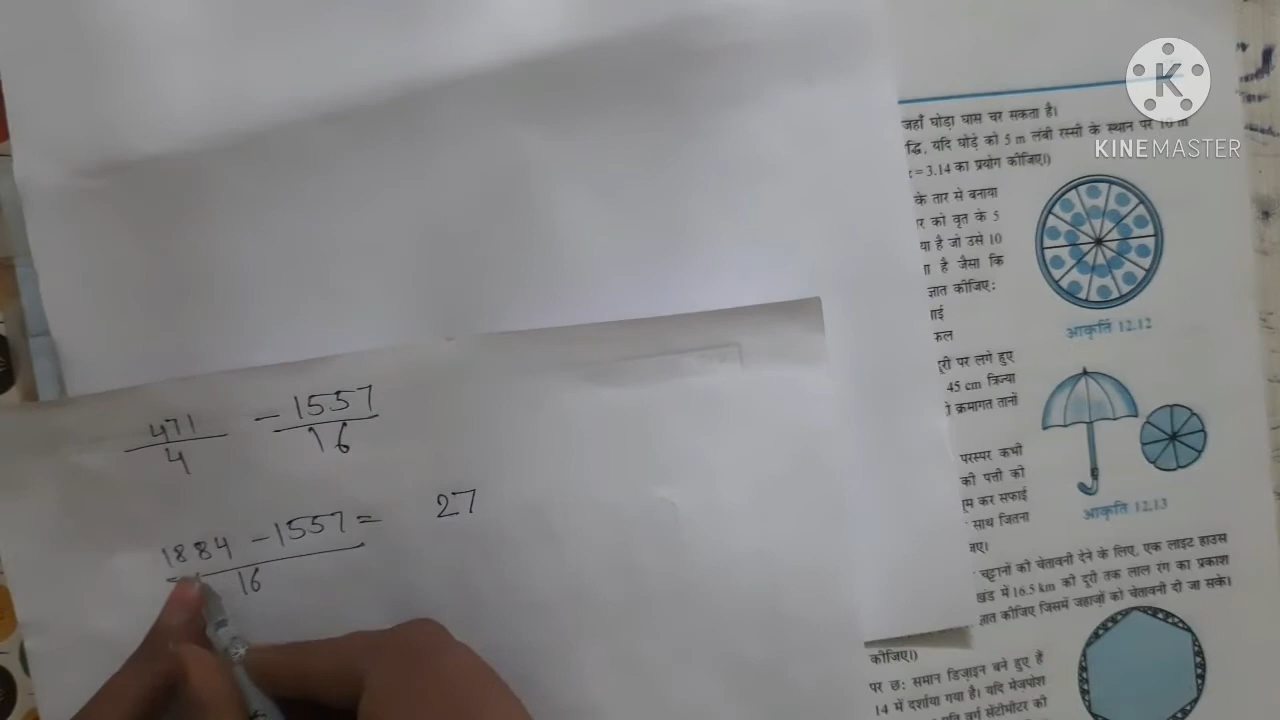 471/4 - 1557/16
1884 - 1557 = 27
16
K
KINEMASTER
जहाँ घोड़ा घास चर सकता है।
द्धि, यदि घोड़े को 5 m लंबी रस्सी के स्थान पर 10 m
= 3.14 का प्रयोग कीजिए।)
के तार से बनाया
र को वृत के 5
या है जो उसे 10
है जैसा कि
ज्ञात कीजिए:
आकृति 12.12
दूरी पर लगे हुए
45 cm त्रिज्या
क्रमागत तानों
आकृति 12.13
परस्पर कभी
की पत्ती की
म कर सफाई
साथ जितना
चट्टानों की चेतावनी देने के लिए, एक लाइट हाउस
खंड में 16.5 km की दूरी तक लाल रंग का प्रकाश
ज्ञात कीजिए जिसमें जहाज़ों को चेतावनी दी जा सके।
कीजिए।)
पर छः समान डिज़ाइन बने हुए हैं
14 में दर्शाया गया है। यदि मेज़पोश
वर्ग सेंटीमीटर की